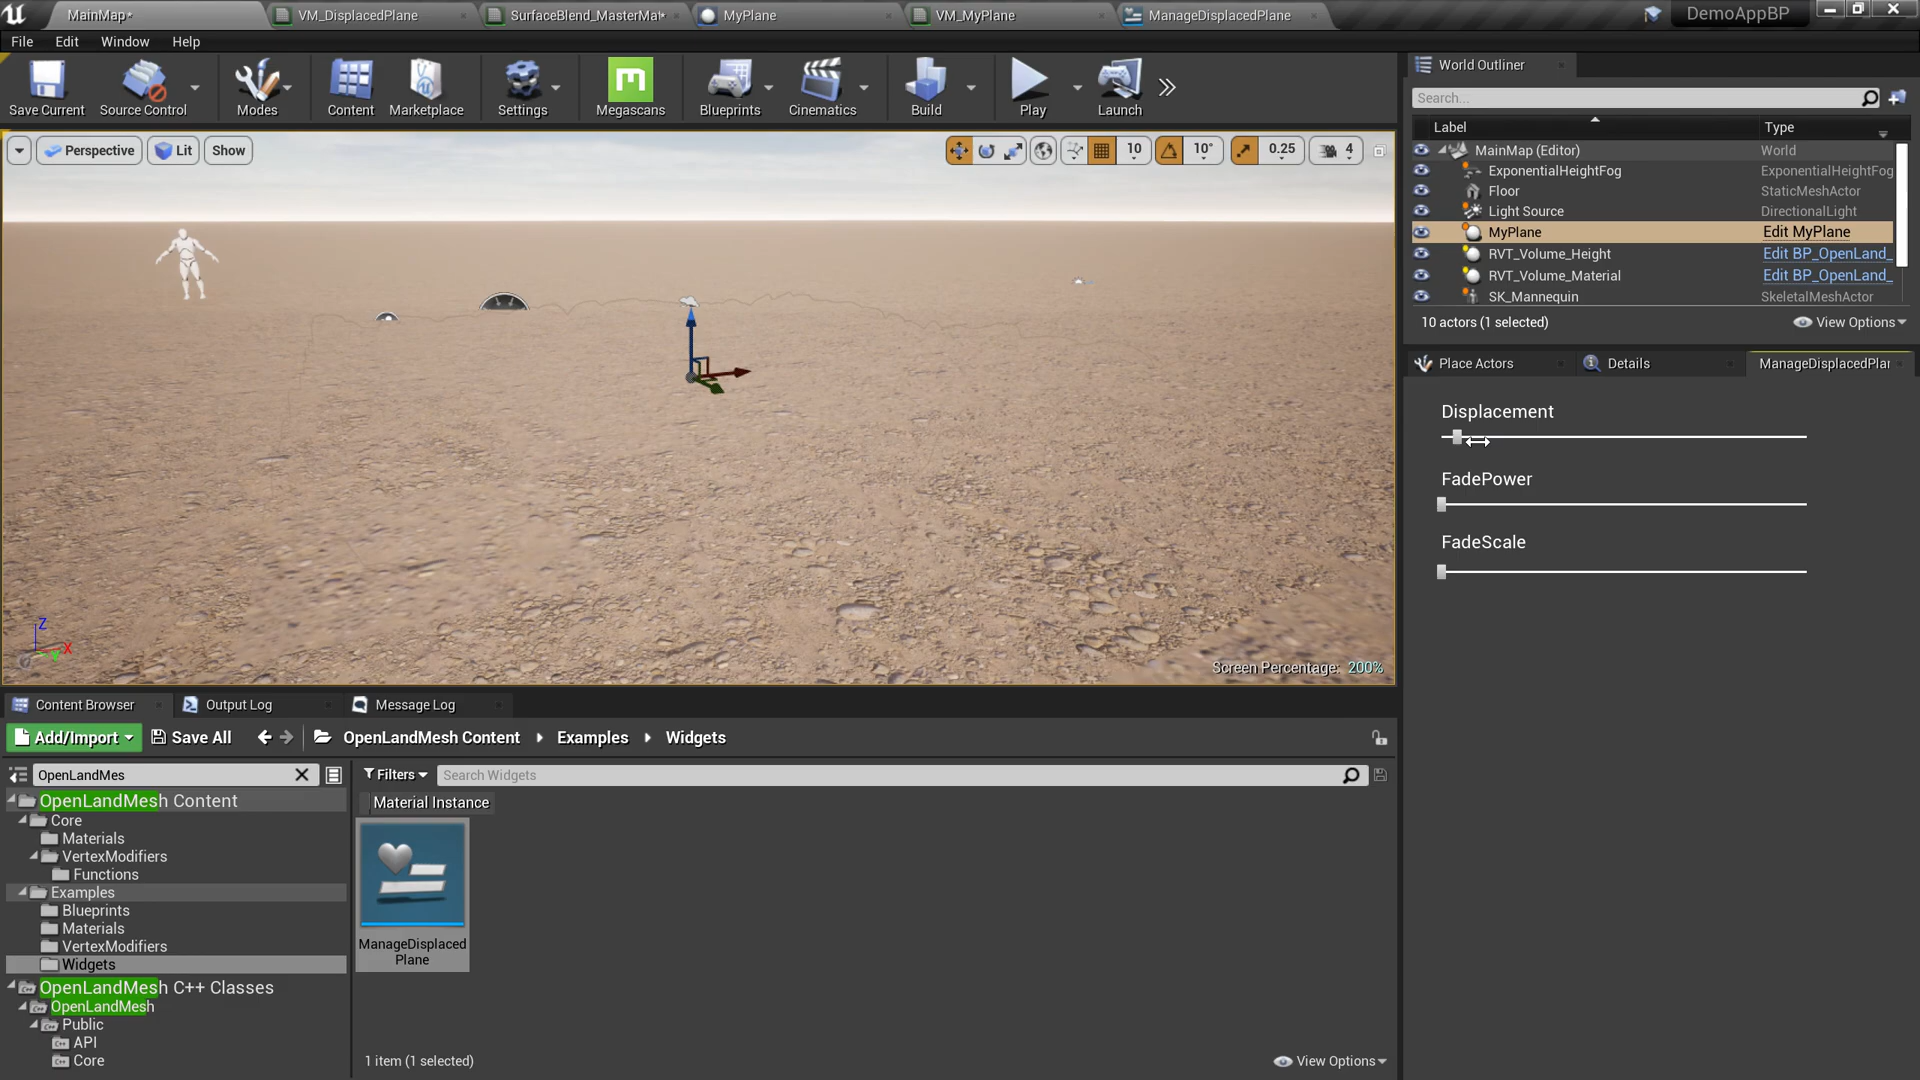 MainMap*
VM_DisplacedPlane
SurfaceBlend_MasterMat*
MyPlane
VM_MyPlane
ManageDisplacedPlane
DemoAppBP
File Edit Window Help
Save Current
Source Control
Modes
Content
Marketplace
Settings
Megascans
Blueprints
Cinematics
Build
Play
Launch
Perspective
Lit
Show
10
10°
0.25
4
Screen Percentage: 200%
Z
X
Y
World Outliner
Search...
Label Type
MainMap (Editor) World
ExponentialHeightFog ExponentialHeightFog
Floor StaticMeshActor
Light Source DirectionalLight
MyPlane Edit MyPlane
RVT_Volume_Height Edit BP_OpenLand_
RVT_Volume_Material Edit BP_OpenLand_
SK_Mannequin SkeletalMeshActor
10 actors (1 selected) View Options
Place Actors
Details
ManageDisplacedPlar
Displacement
FadePower
FadeScale
Content Browser
Output Log
Message Log
Add/Import
Save All
OpenLandMesh Content
Examples
Widgets
OpenLandMes
Filters
Search Widgets
Material Instance
OpenLandMesh Content
Core
Materials
VertexModifiers
Functions
Examples
Blueprints
Materials
VertexModifiers
Widgets
OpenLandMesh C++ Classes
OpenLandMesh
Public
API
Core
ManageDisplaced
Plane
1 item (1 selected)
View Options